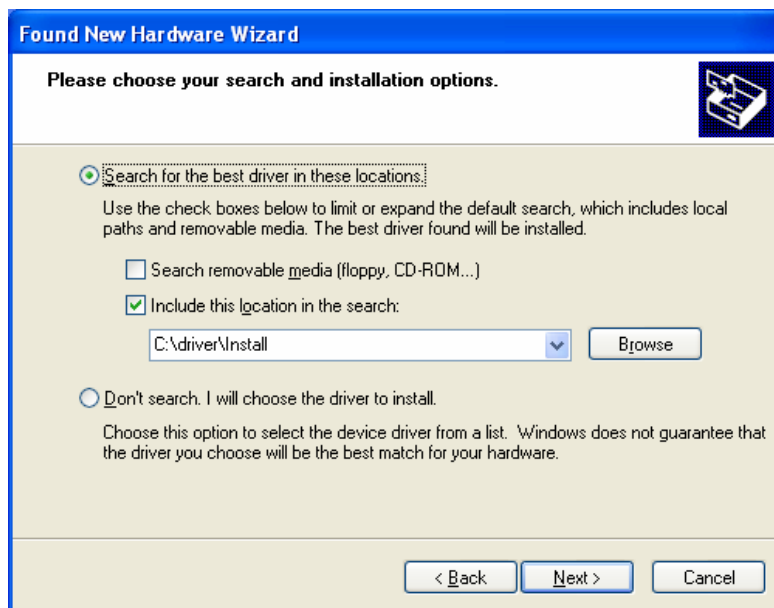 Found New Hardware Wizard
Please choose your search and installation options.
Search for the best driver in these locations.
Use the check boxes below to limit or expand the default search, which includes local
paths and removable media. The best driver found will be installed.
Search removable media (floppy, CD-ROM...)
Include this location in the search:
C:\driver\Install
Browse
Don't search. I will choose the driver to install.
Choose this option to select the device driver from a list. Windows does not guarantee that
the driver you choose will be the best match for your hardware.
< Back
Next >
Cancel